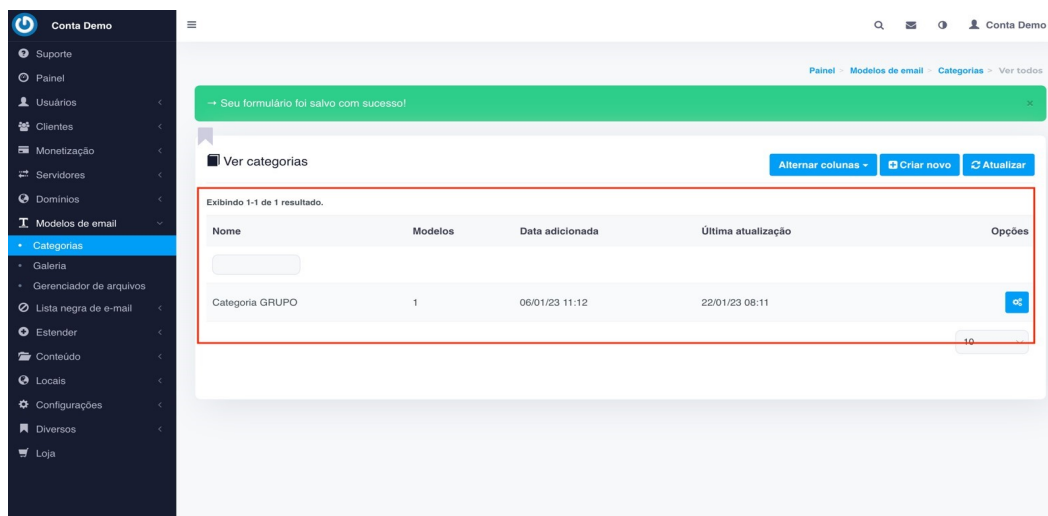 Conta Demo
Conta Demo
Suporte
Painel
Usuários
Clientes
Monetização
Servidores
Domínios
Modelos de email
Categorias
Galeria
Gerenciador de arquivos
Lista negra de e-mail
Estender
Conteúdo
Locais
Configurações
Diversos
Loja
Painel > Modelos de email > Categorias > Ver todos
→ Seu formulário foi salvo com sucesso! ×
Ver categorias
Alternar colunas Criar novo Atualizar
Exibindo 1-1 de 1 resultado.
Nome Modelos Data adicionada Última atualização Opções
Categoria GRUPO 1 06/01/23 11:12 22/01/23 08:11
10